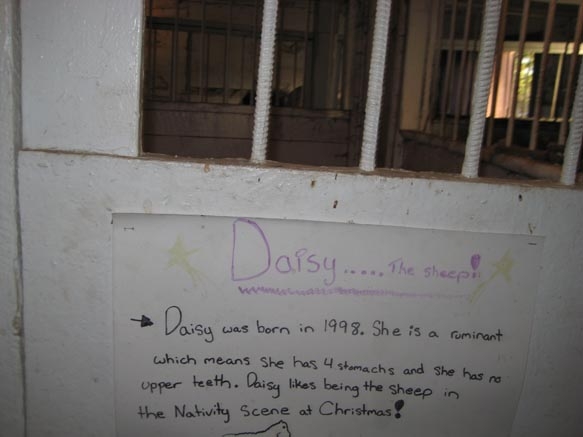 Daisy..... The Sheep!!
Daisy was born in 1998. She is a ruminant
which means she has 4 stomachs and she has no
upper teeth. Daisy likes being the sheep in
the Nativity Scene at Christmas!